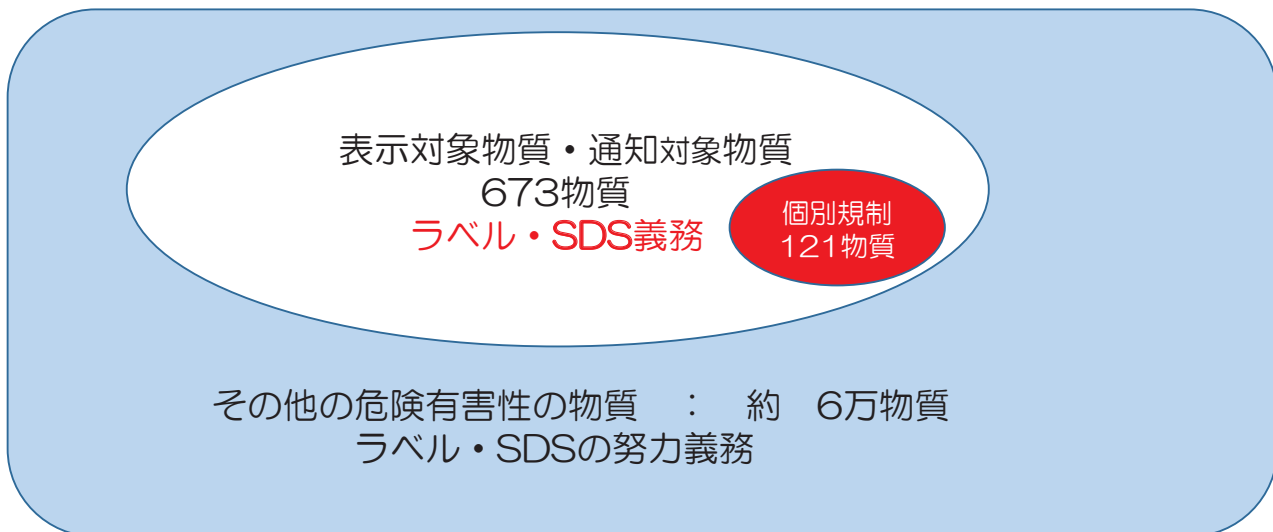 表示対象物質・通知対象物質
673物質
ラベル・SDS義務
個別規制
121物質
その他の危険有害性の物質　：　約　6万物質
ラベル・SDSの努力義務